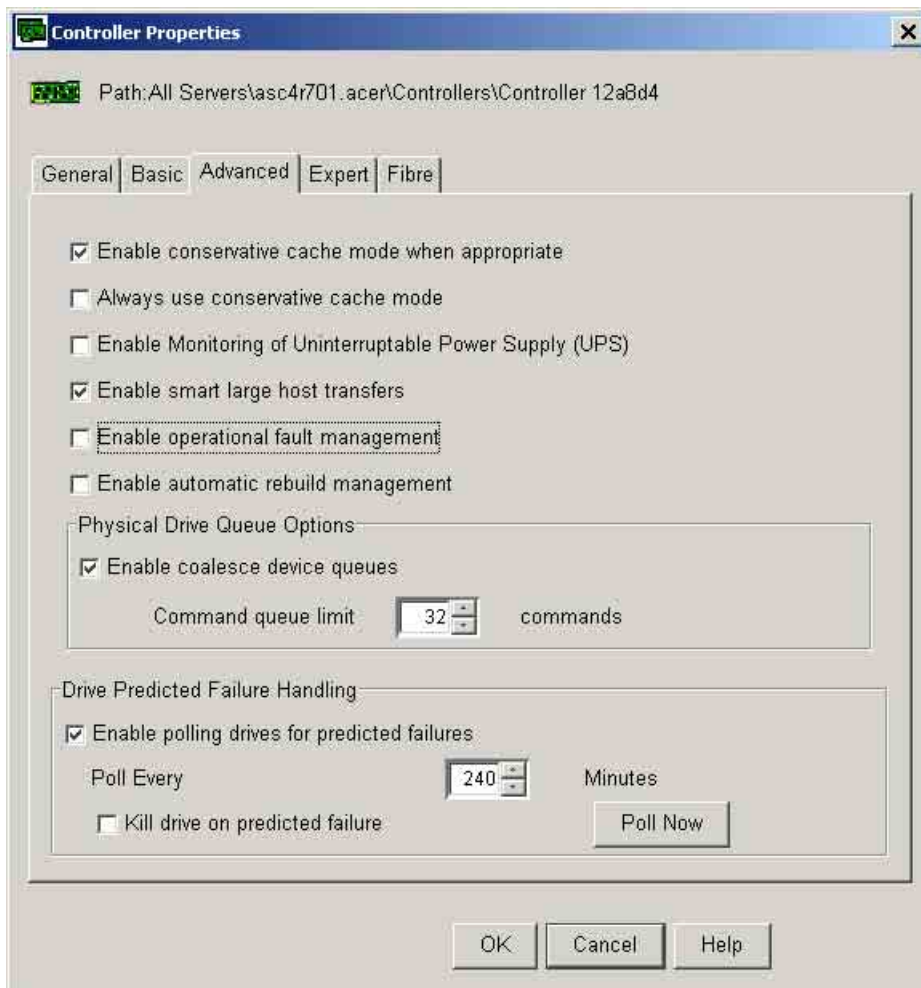 Controller Properties
Path:All Servers\asc4r701.acer\Controllers\Controller 12a8d4
General Basic Advanced Expert Fibre
Enable conservative cache mode when appropriate
Always use conservative cache mode
Enable Monitoring of Uninterruptable Power Supply (UPS)
Enable smart large host transfers
Enable operational fault management
Enable automatic rebuild management
Physical Drive Queue Options
Enable coalesce device queues
Command queue limit 32 commands
Drive Predicted Failure Handling
Enable polling drives for predicted failures
Poll Every 240 Minutes
Kill drive on predicted failure Poll Now
OK Cancel Help